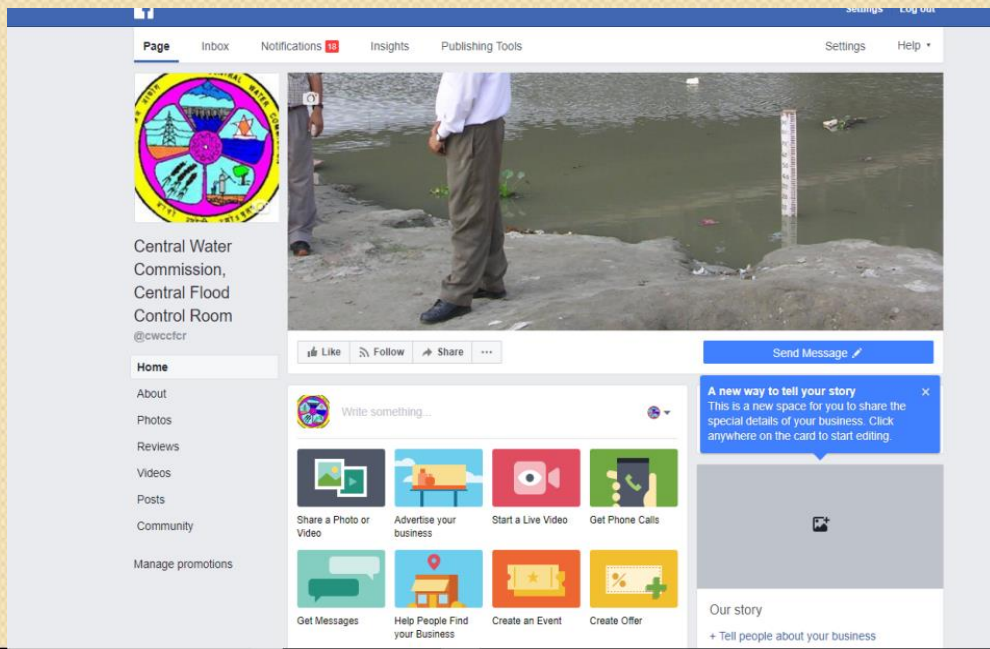 Settings Log out
Page Inbox Notifications 18 Insights Publishing Tools Settings Help
Central Water
Commission,
Central Flood
Control Room
@cwccfcr
Like Follow Share ...
Send Message
Home
About
Photos
Reviews
Videos
Posts
Community
Manage promotions
Write something...
A new way to tell your story
This is a new space for you to share the
special details of your business. Click
anywhere on the card to start editing.
Share a Photo or
Video
Advertise your
business
Start a Live Video
Get Phone Calls
Get Messages
Help People Find
your Business
Create an Event
Create Offer
Our story
+ Tell people about your business